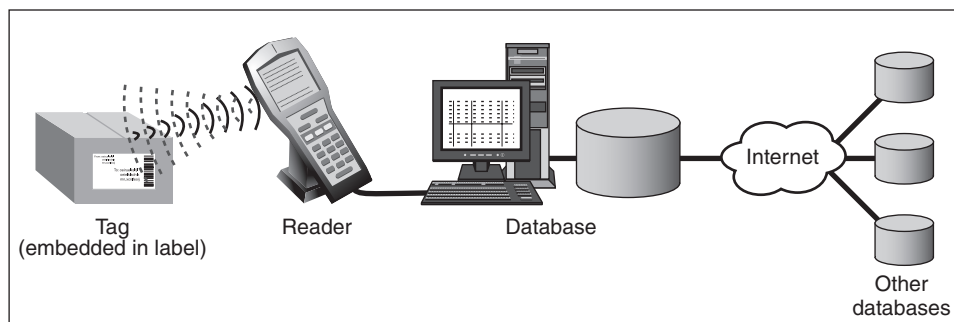 Tag
(embedded in label)
Reader
Database
Internet
Other
databases